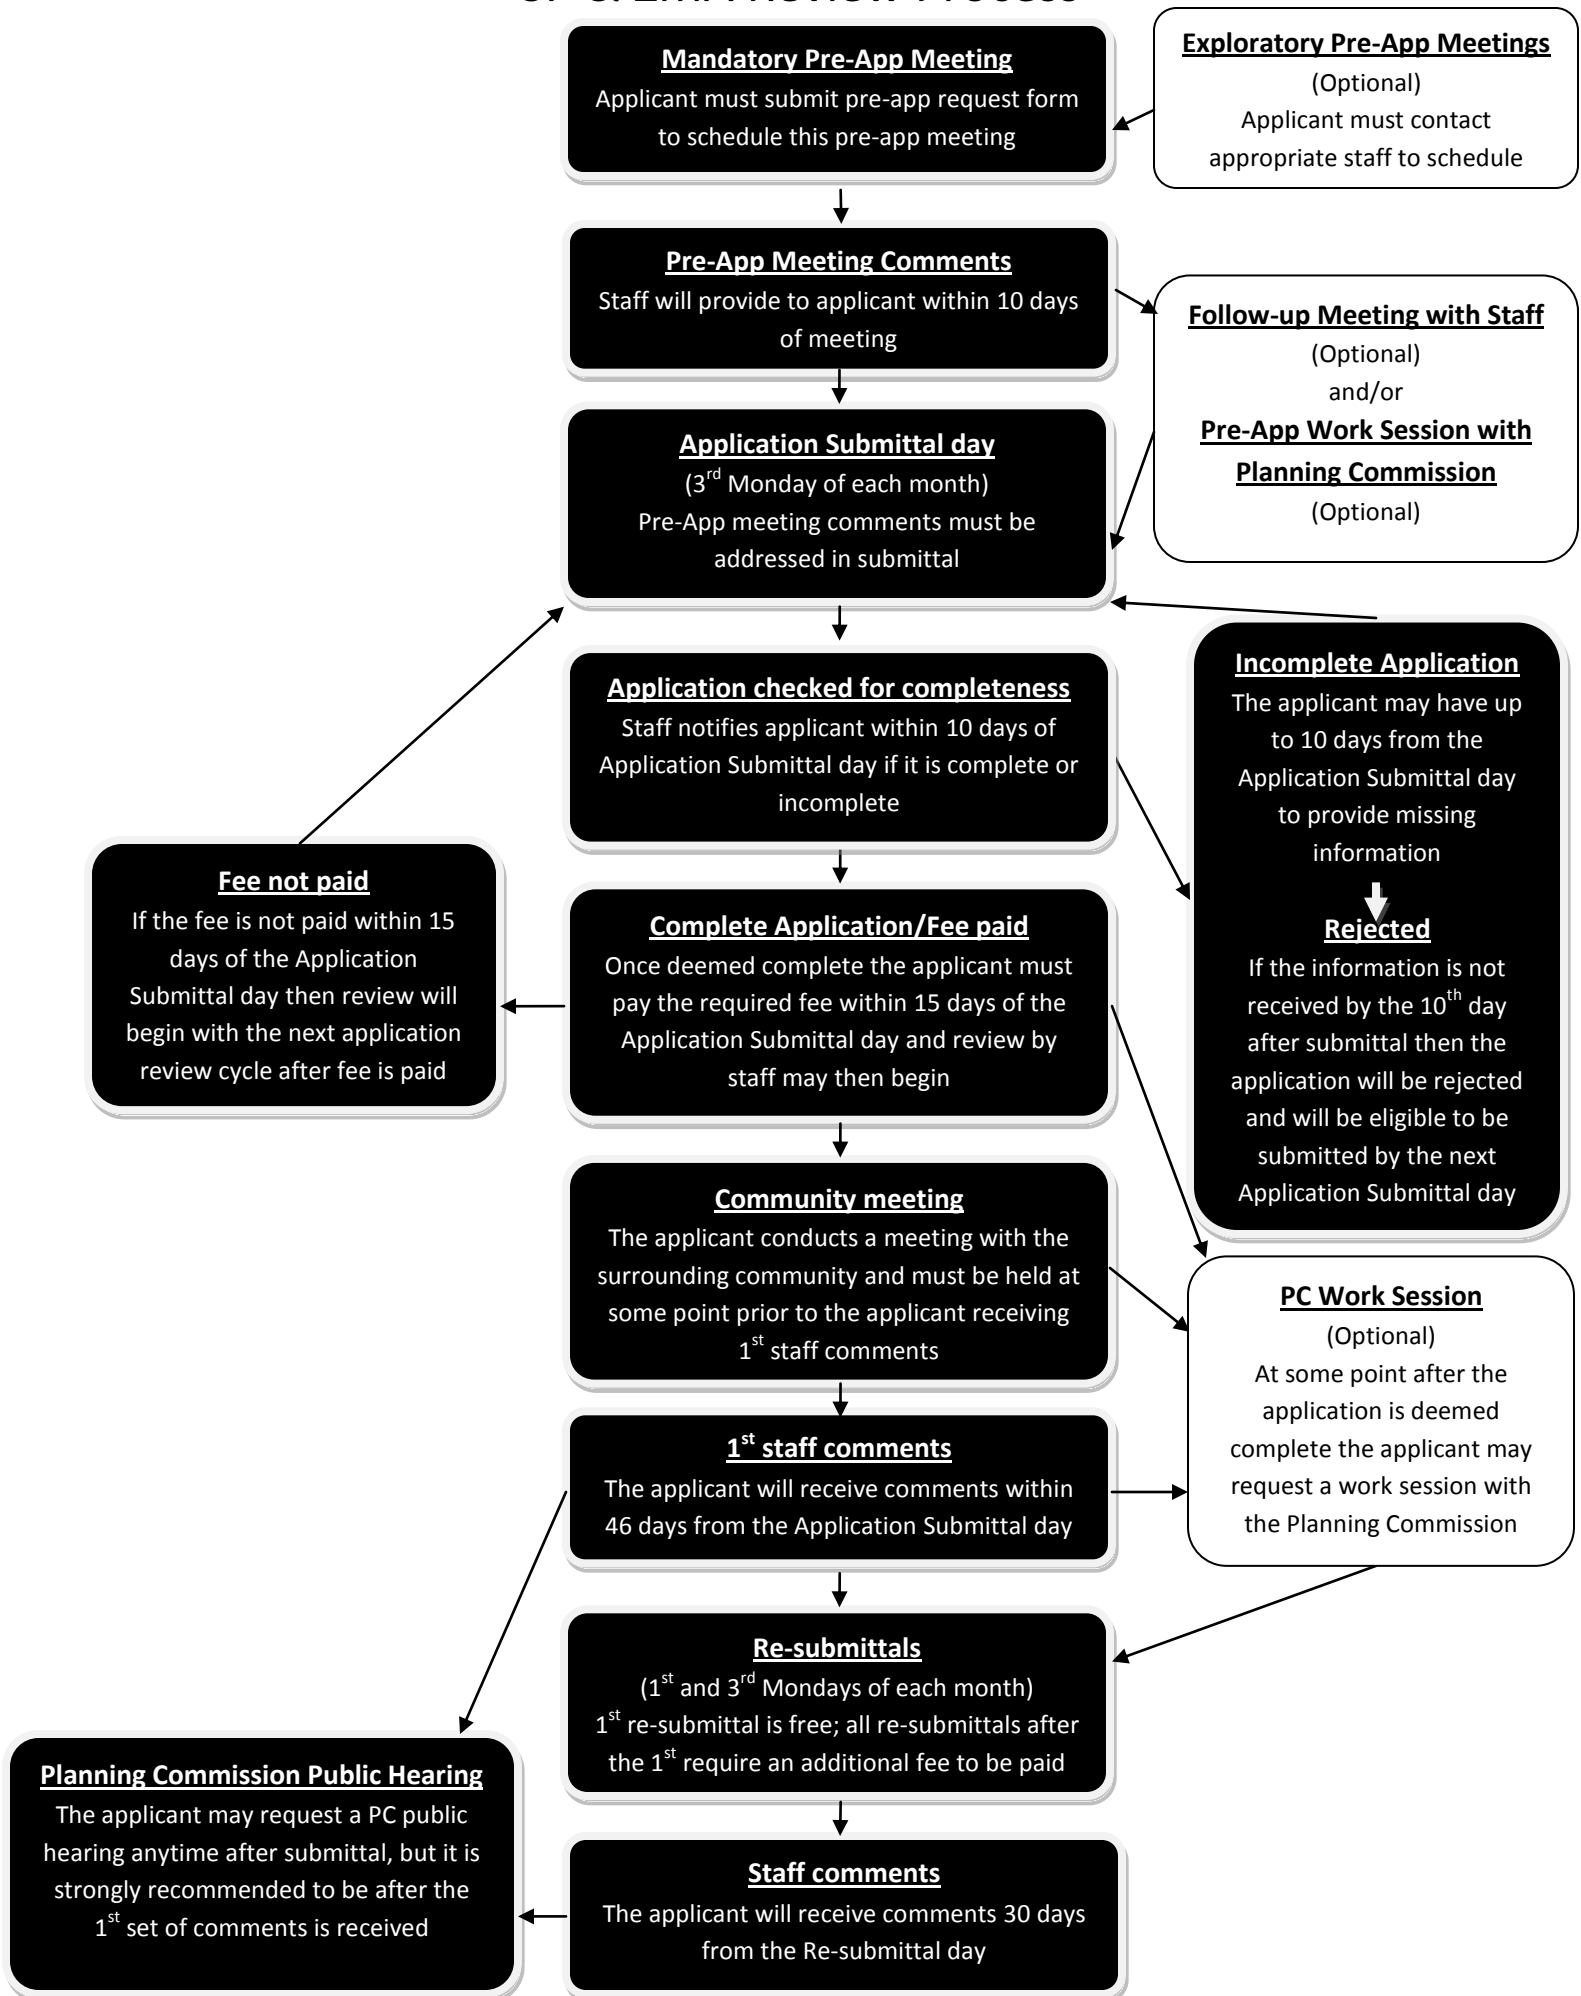 Review Process
Mandatory Pre-App Meeting
Applicant must submit pre-app request form
to schedule this pre-app meeting
Exploratory Pre-App Meetings
(Optional)
Applicant must contact
appropriate staff to schedule
Pre-App Meeting Comments
Staff will provide to applicant within 10 days
of meeting
Follow-up Meeting with Staff
(Optional)
and/or
Pre-App Work Session with
Planning Commission
(Optional)
Application Submittal day
(3rd Monday of each month)
Pre-App meeting comments must be
addressed in submittal
Application checked for completeness
Staff notifies applicant within 10 days of
Application Submittal day if it is complete or
incomplete
Incomplete Application
The applicant may have up
to 10 days from the
Application Submittal day
to provide missing
information
Rejected
If the information is not
received by the 10th day
after submittal then the
application will be rejected
and will be eligible to be
submitted by the next
Application Submittal day
Fee not paid
If the fee is not paid within 15
days of the Application
Submittal day then review will
begin with the next application
review cycle after fee is paid
Complete Application/Fee paid
Once deemed complete the applicant must
pay the required fee within 15 days of the
Application Submittal day and review by
staff may then begin
Community meeting
The applicant conducts a meeting with the
surrounding community and must be held at
some point prior to the applicant receiving
1st staff comments
PC Work Session
(Optional)
At some point after the
application is deemed
complete the applicant may
request a work session with
the Planning Commission
1st staff comments
The applicant will receive comments within
46 days from the Application Submittal day
Re-submittals
(1st and 3rd Mondays of each month)
1st re-submittal is free; all re-submittals after
the 1st require an additional fee to be paid
Planning Commission Public Hearing
The applicant may request a PC public
hearing anytime after submittal, but it is
strongly recommended to be after the
1st set of comments is received
Staff comments
The applicant will receive comments 30 days
from the Re-submittal day